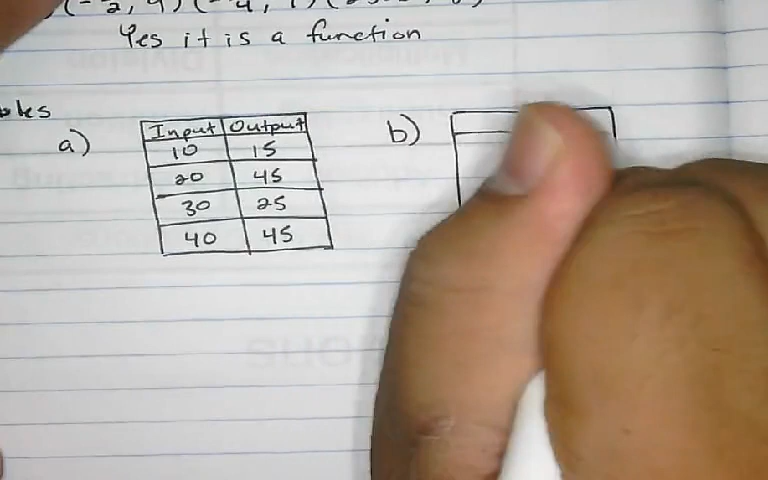 Yes it is a function
a)
Input Output
10 15
20 45
30 25
40 45
b)